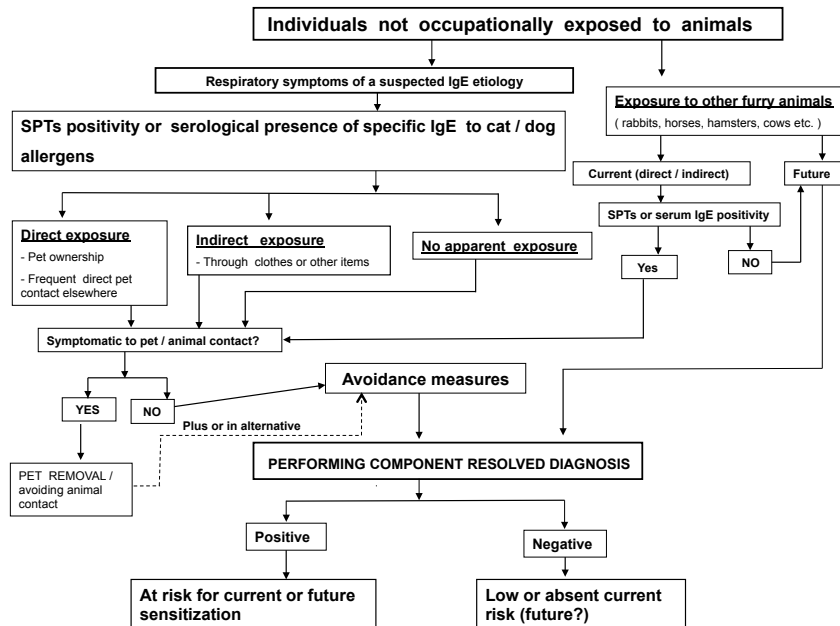 Individuals not occupationally exposed to animals
Respiratory symptoms of a suspected IgE etiology
Exposure to other furry animals
( rabbits, horses, hamsters, cows etc. )
SPTs positivity or serological presence of specific IgE to cat / dog
allergens
Current (direct / indirect)
Future
SPTs or serum IgE positivity
Direct exposure
- Pet ownership
- Frequent direct pet
contact elsewhere
Indirect exposure
- Through clothes or other items
No apparent exposure
Yes
NO
Symptomatic to pet / animal contact?
YES
NO
Avoidance measures
Plus or in alternative
PET REMOVAL /
avoiding animal
contact
PERFORMING COMPONENT RESOLVED DIAGNOSIS
Positive
Negative
At risk for current or future
sensitization
Low or absent current
risk (future?)